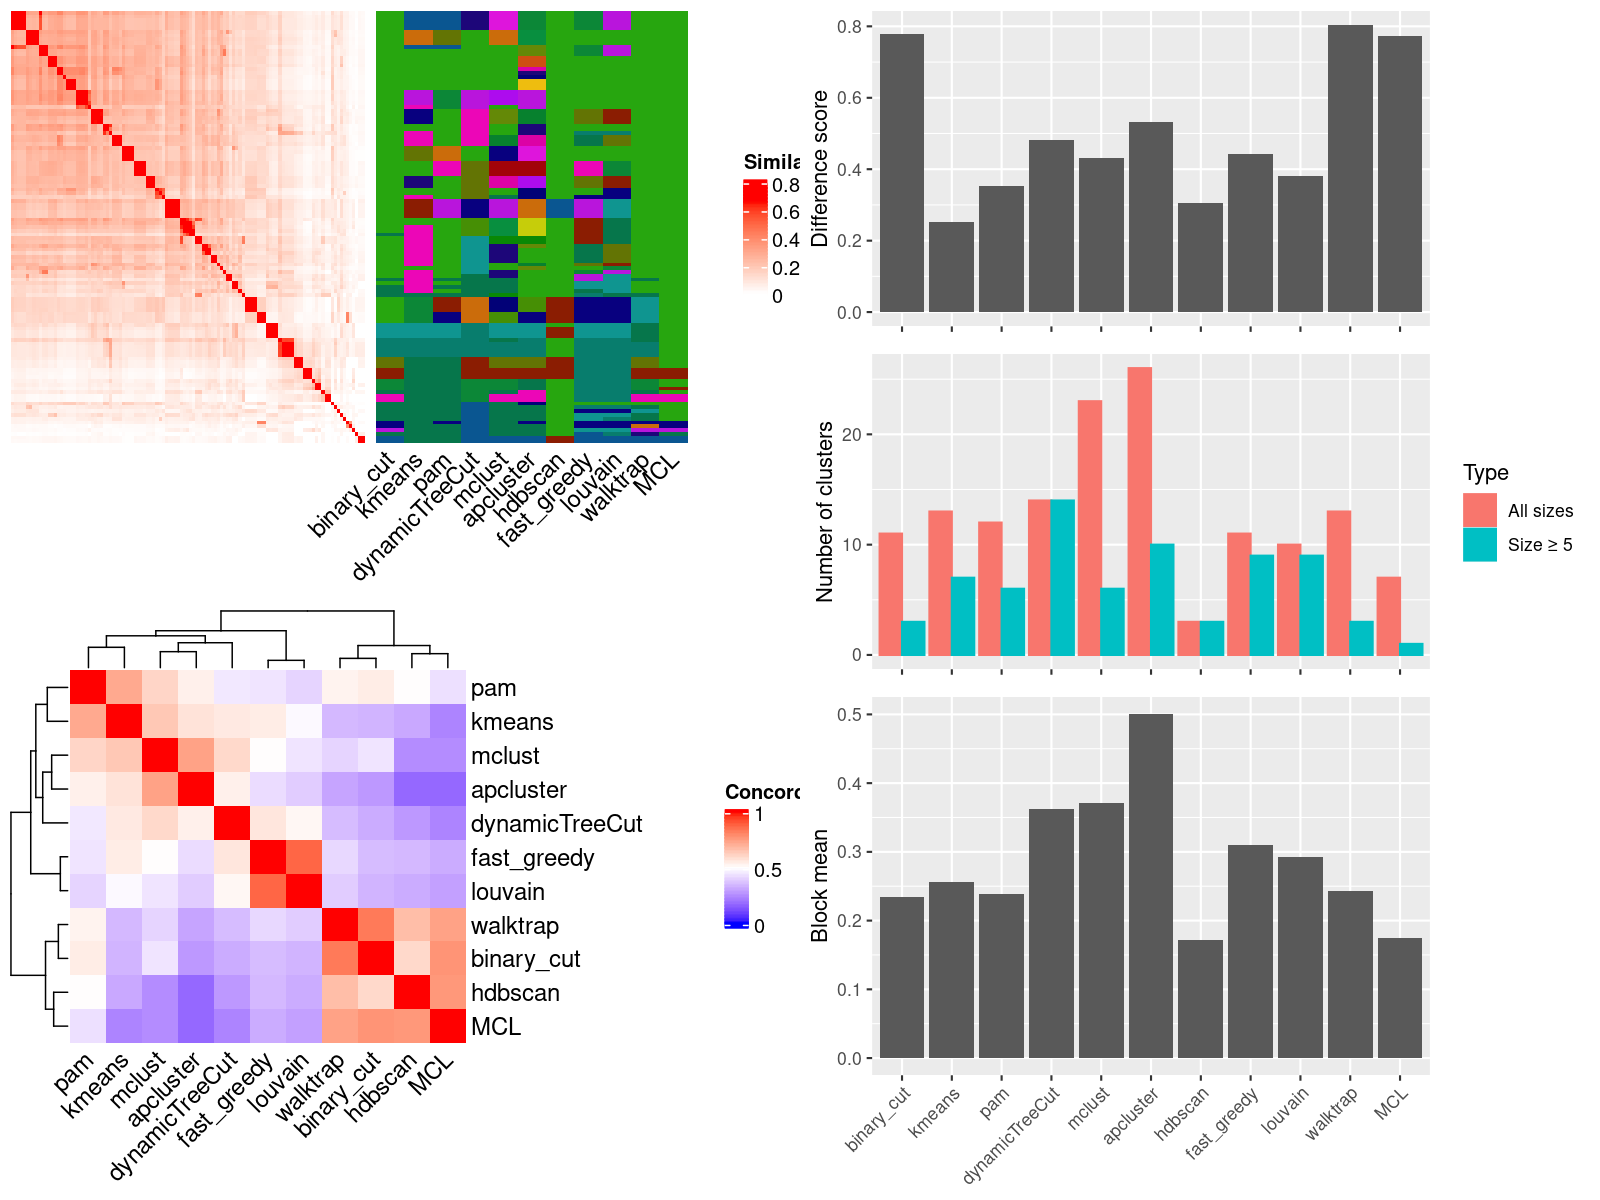 Simila
0.8
0.6
0.4
0.2
0
binary_cut
kmeans
pam
dynamicTreeCut
mclust
apcluster
hdbscan
fast_greedy
louvain
walktrap
MCL
pam
kmeans
mclust
apcluster
dynamicTreeCut
fast_greedy
louvain
walktrap
binary_cut
hdbscan
MCL
pam
kmeans
mclust
apcluster
dynamicTreeCut
fast_greedy
louvain
walktrap
binary_cut
hdbscan
MCL
Concord
1
0.5
0
Difference score
0.8
0.6
0.4
0.2
0.0
Number of clusters
20
10
0
Type
All sizes
Size ≥ 5
Block mean
0.5
0.4
0.3
0.2
0.1
0.0
binary_cut
kmeans
pam
dynamicTreeCut
mclust
apcluster
hdbscan
fast_greedy
louvain
walktrap
MCL